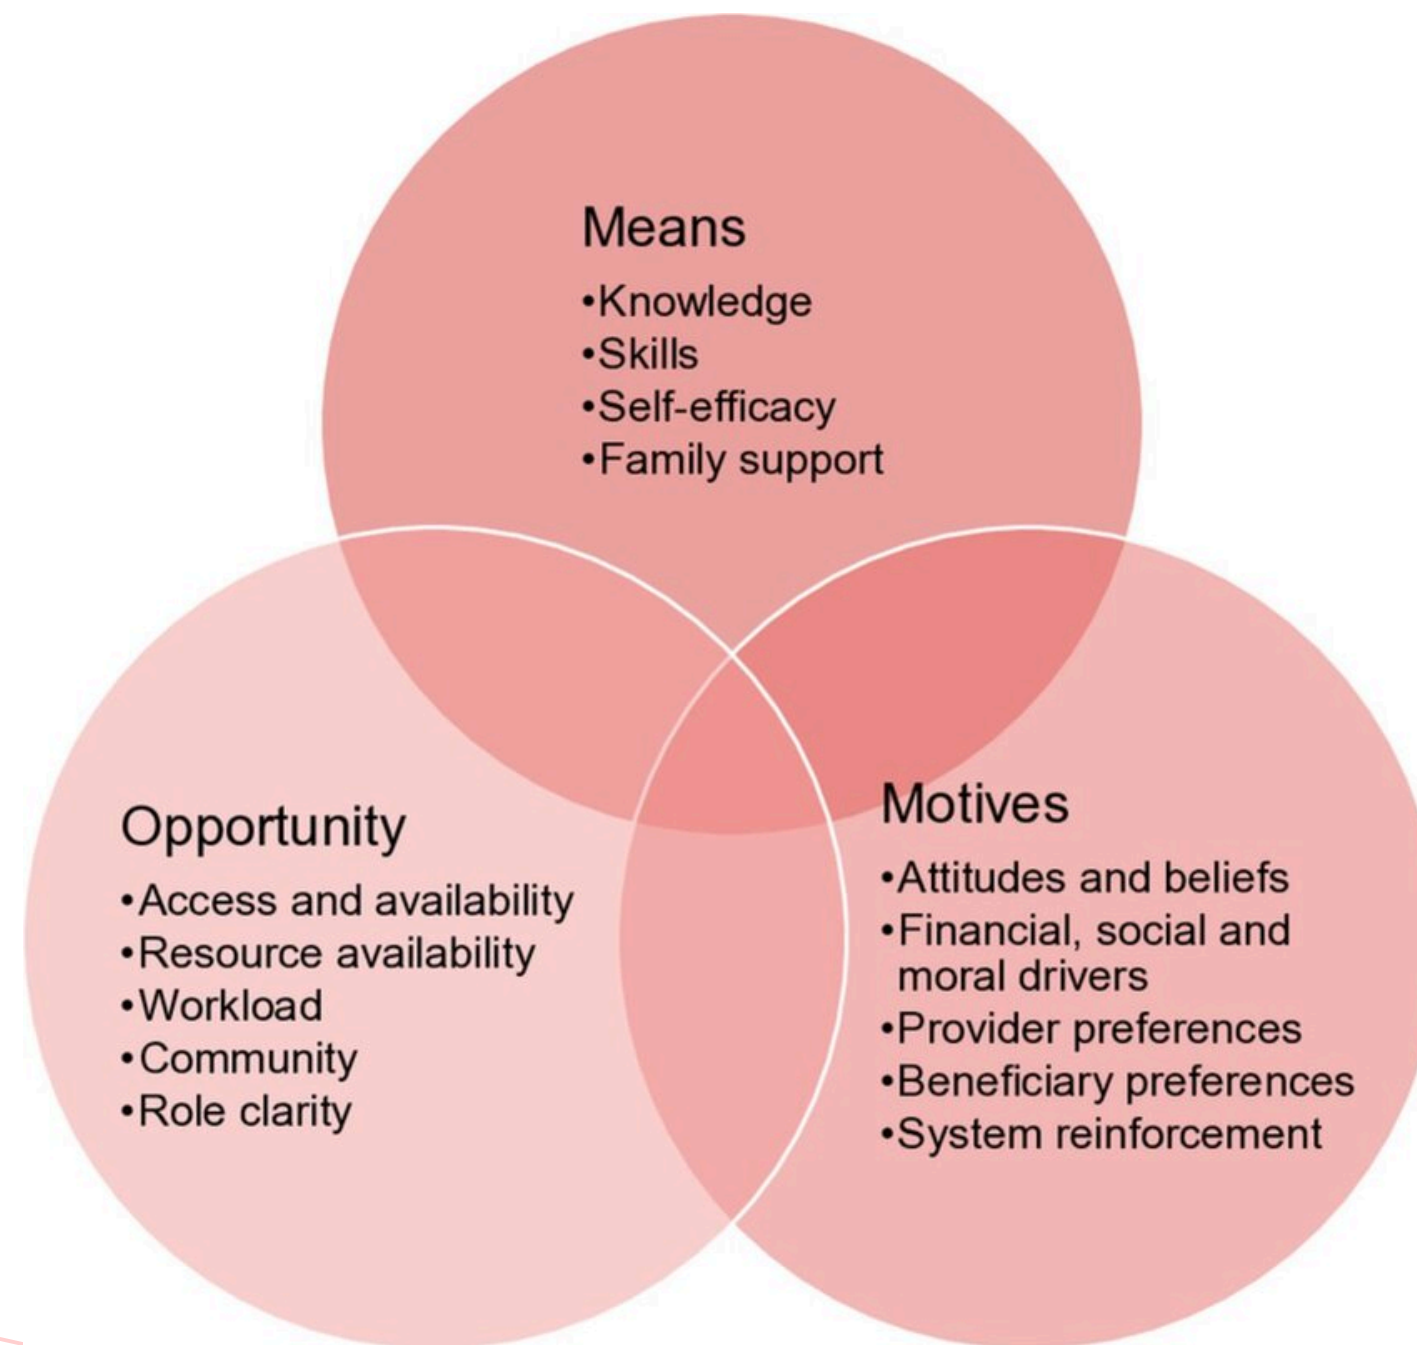 Means
•Knowledge
•Skills
•Self-efficacy
•Family support
Opportunity
•Access and availability
•Resource availability
•Workload
•Community
•Role clarity
Motives
•Attitudes and beliefs
•Financial, social and
moral drivers
•Provider preferences
•Beneficiary preferences
•System reinforcement